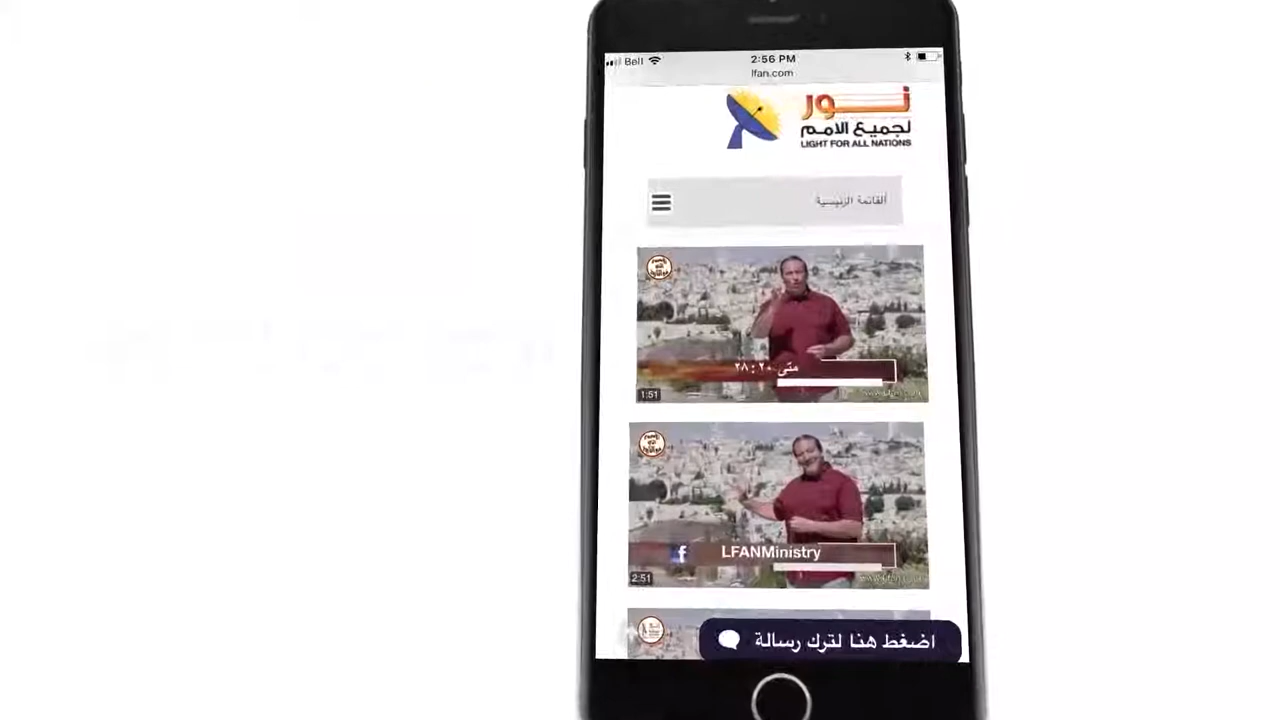 Bell
2:56 PM
lfan.com
نور
لجميع الامم
LIGHT FOR ALL NATIONS
القائمة الرئيسية
متى ٢٠ : ٢٨
1:51
LFANMinistry
2:51
اضغط هنا لترك رسالة